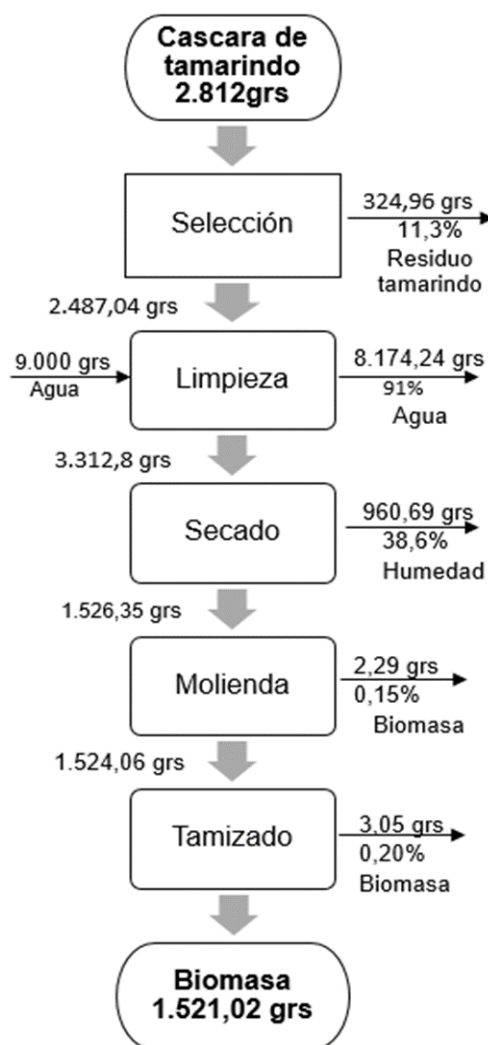 Cascara de
tamarindo
2.812grs
Selección
324,96 grs
11,3%
Residuo
tamarindo
2.487,04 grs
9.000 grs
Agua
Limpieza
8.174,24 grs
91%
Agua
3.312,8 grs
Secado
960,69 grs
38,6%
Humedad
1.526,35 grs
Molienda
2,29 grs
0,15%
Biomasa
1.524,06 grs
Tamizado
3,05 grs
0,20%
Biomasa
Biomasa
1.521,02 grs